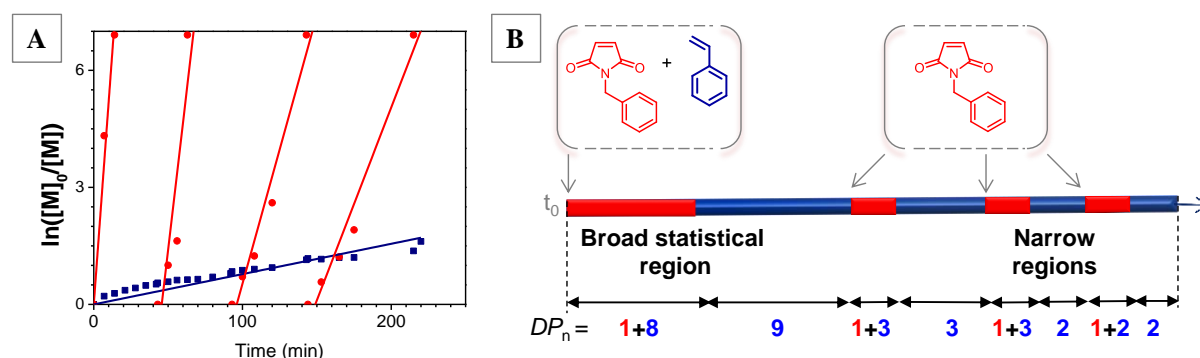 A
ln([M]₀/[M])
6
3
0
0
100
200
Time (min)
B
O
N
O
+
O
N
O
t₀
Broad statistical
region
Narrow
regions
DPₙ = 1+8 9 1+3 3 1+3 2 1+2 2